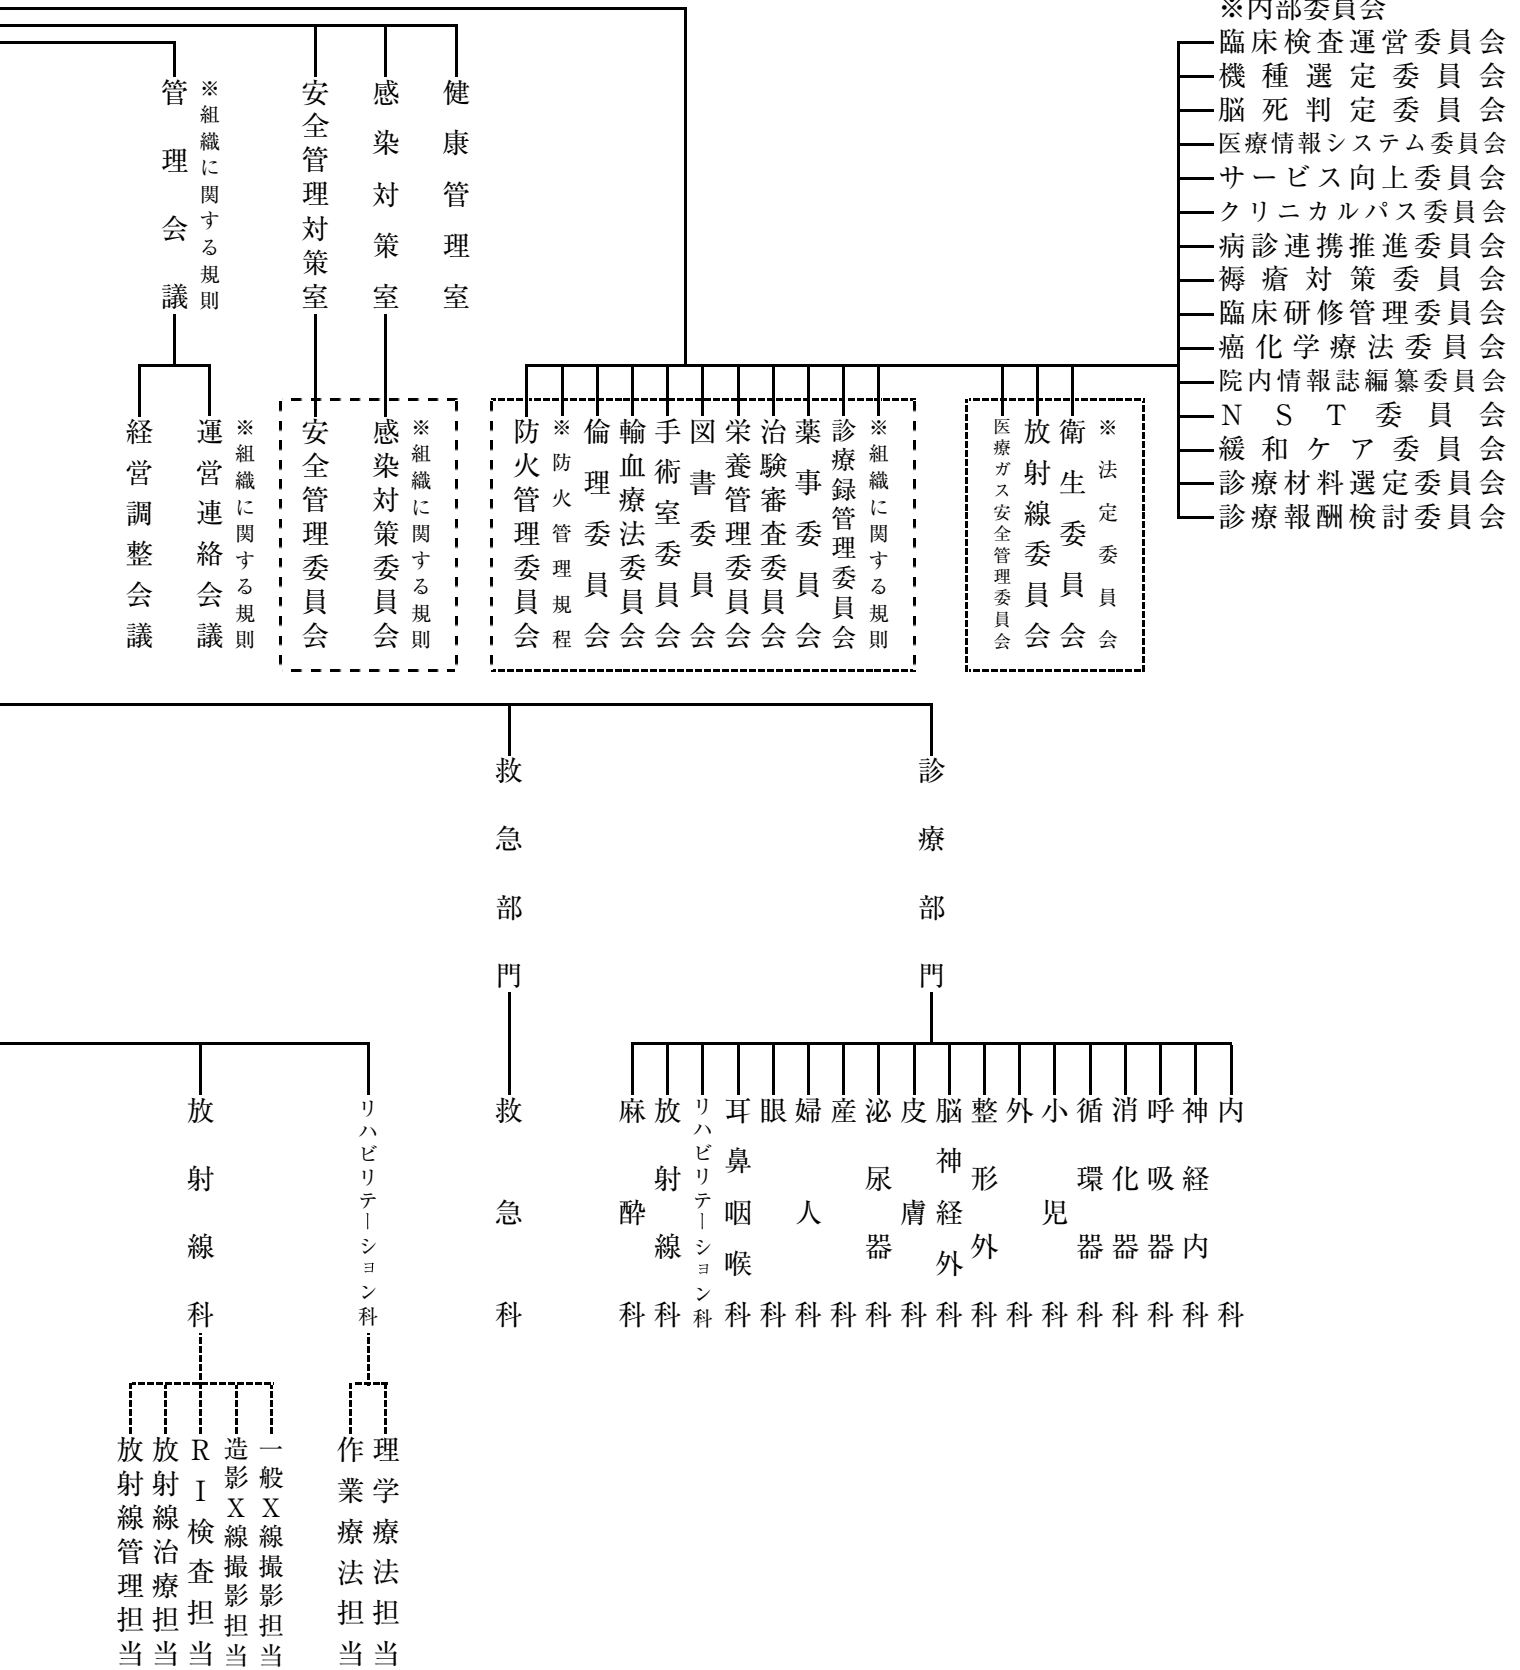 ※内部委員会
臨床検査運営委員会
機種選定委員会
脳死判定委員会
医療情報システム委員会
サービス向上委員会
クリニカルパス委員会
病診連携推進委員会
褥瘡対策委員会
臨床研修管理委員会
癌化学療法委員会
院内情報誌編纂委員会
NST委員会
緩和ケア委員会
診療材料選定委員会
診療報酬検討委員会
健康管理室
感染対策室
安全管理対策室
※組織に関する規則
管理会議
※法定委員会
衛生委員会
放射線委員会
医療ガス安全管理委員会
※組織に関する規則
診療録管理委員会
薬事委員会
治験審査委員会
栄養管理委員会
図書委員会
手術室委員会
輸血療法委員会
倫理委員会
※防火管理規程
防火管理委員会
※組織に関する規則
感染対策委員会
安全管理委員会
※組織に関する規則
運営連絡会議
経営調整会議
診療部門
救急部門
内科
神経内科
呼吸器科
消化器科
循環器科
小児科
外科
整形外科
脳神経外科
皮膚科
泌尿器科
産科
婦人科
眼科
耳鼻咽喉科
リハビリテーション科
放射線科
麻酔科
救急科
リハビリテーション科
放射線科
理学療法担当
作業療法担当
一般X線撮影担当
造影X線撮影担当
RI検査担当
放射線治療担当
放射線管理担当